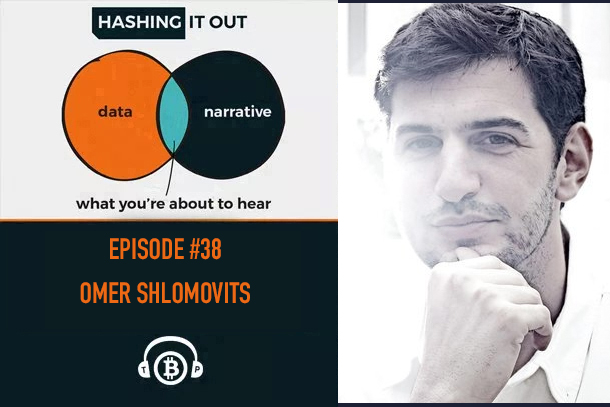 HASHING IT OUT
data
narrative
what you're about to hear
EPISODE #38
OMER SHLOMOVITS
T ₿ P